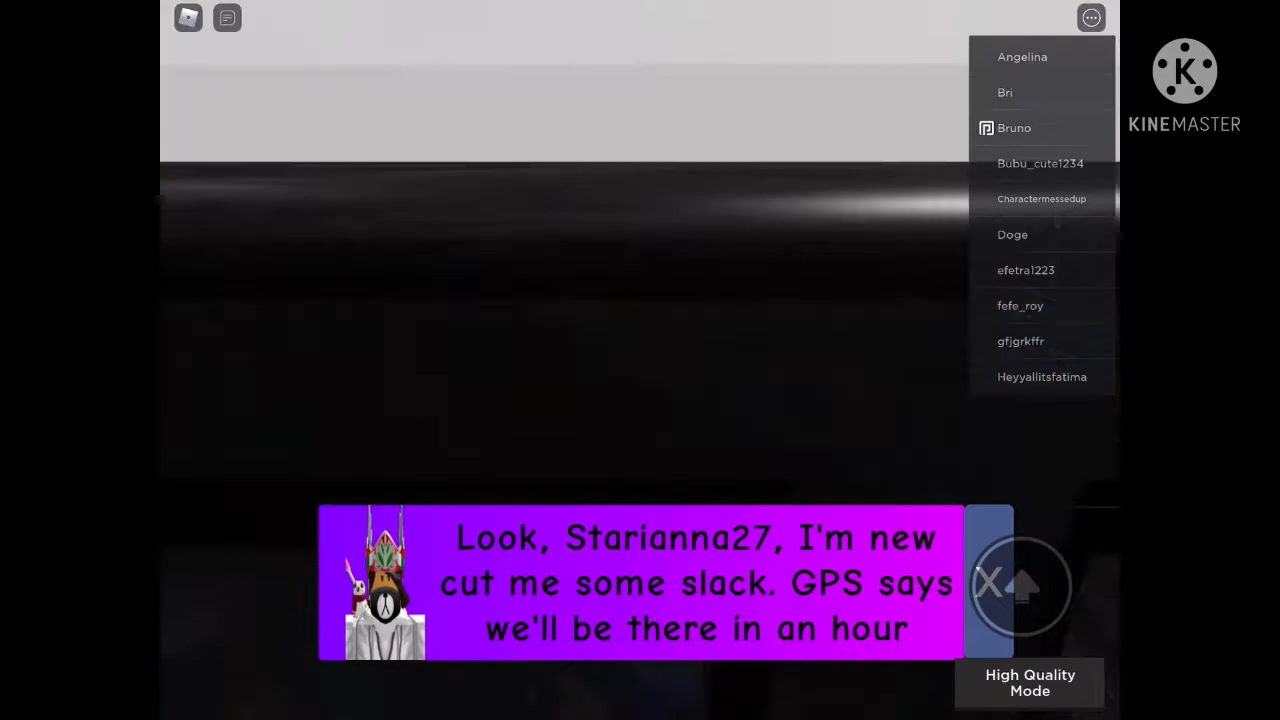 Angelina
Bri
Bruno
Bubu_cute1234
Charactermessedup
Doge
efetra1223
fefe_roy
gfjgrkffr
Heyyallitsfatima
K
KINEMASTER
Look, Starianna27, I'm new
cut me some slack. GPS says
we'll be there in an hour
X
High Quality
Mode